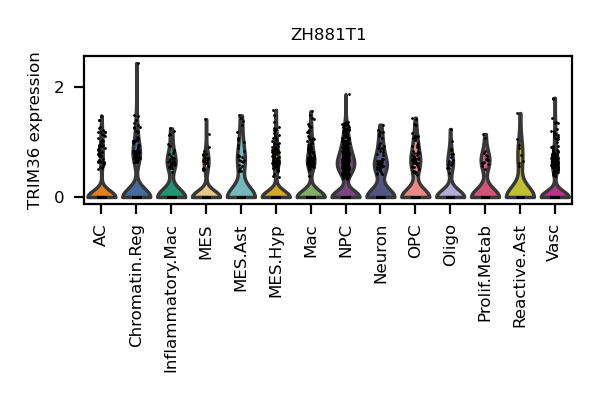 ZH881T1
TRIM36 expression
2
0
AC
Chromatin.Reg
Inflammatory.Mac
MES
MES.Ast
MES.Hyp
Mac
NPC
Neuron
OPC
Oligo
Prolif.Metab
Reactive.Ast
Vasc